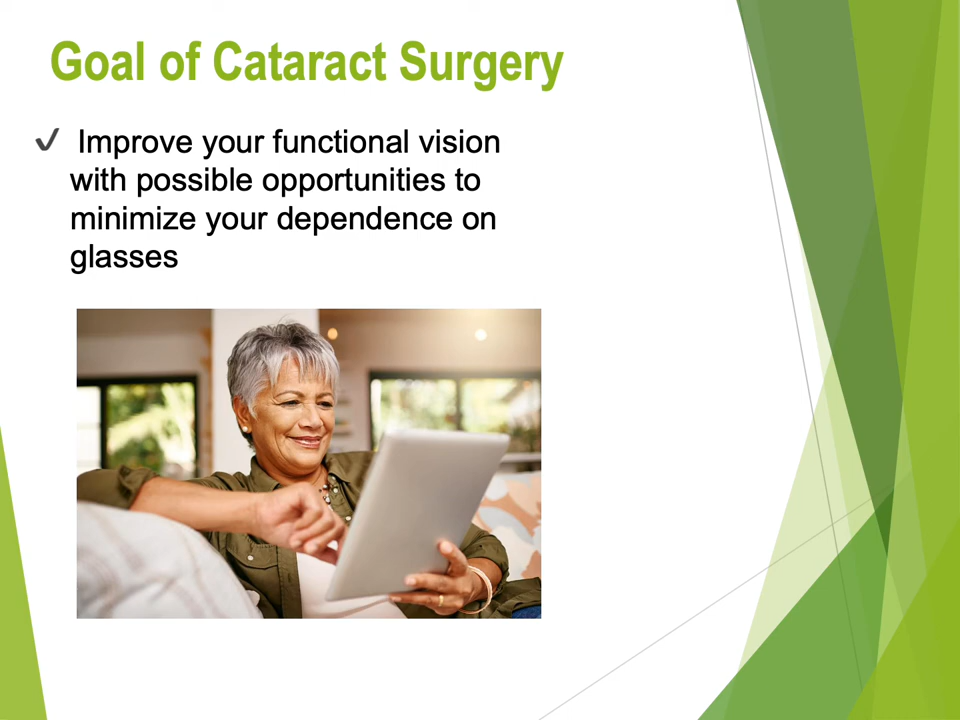 Goal of Cataract Surgery
✓ Improve your functional vision
with possible opportunities to
minimize your dependence on
glasses